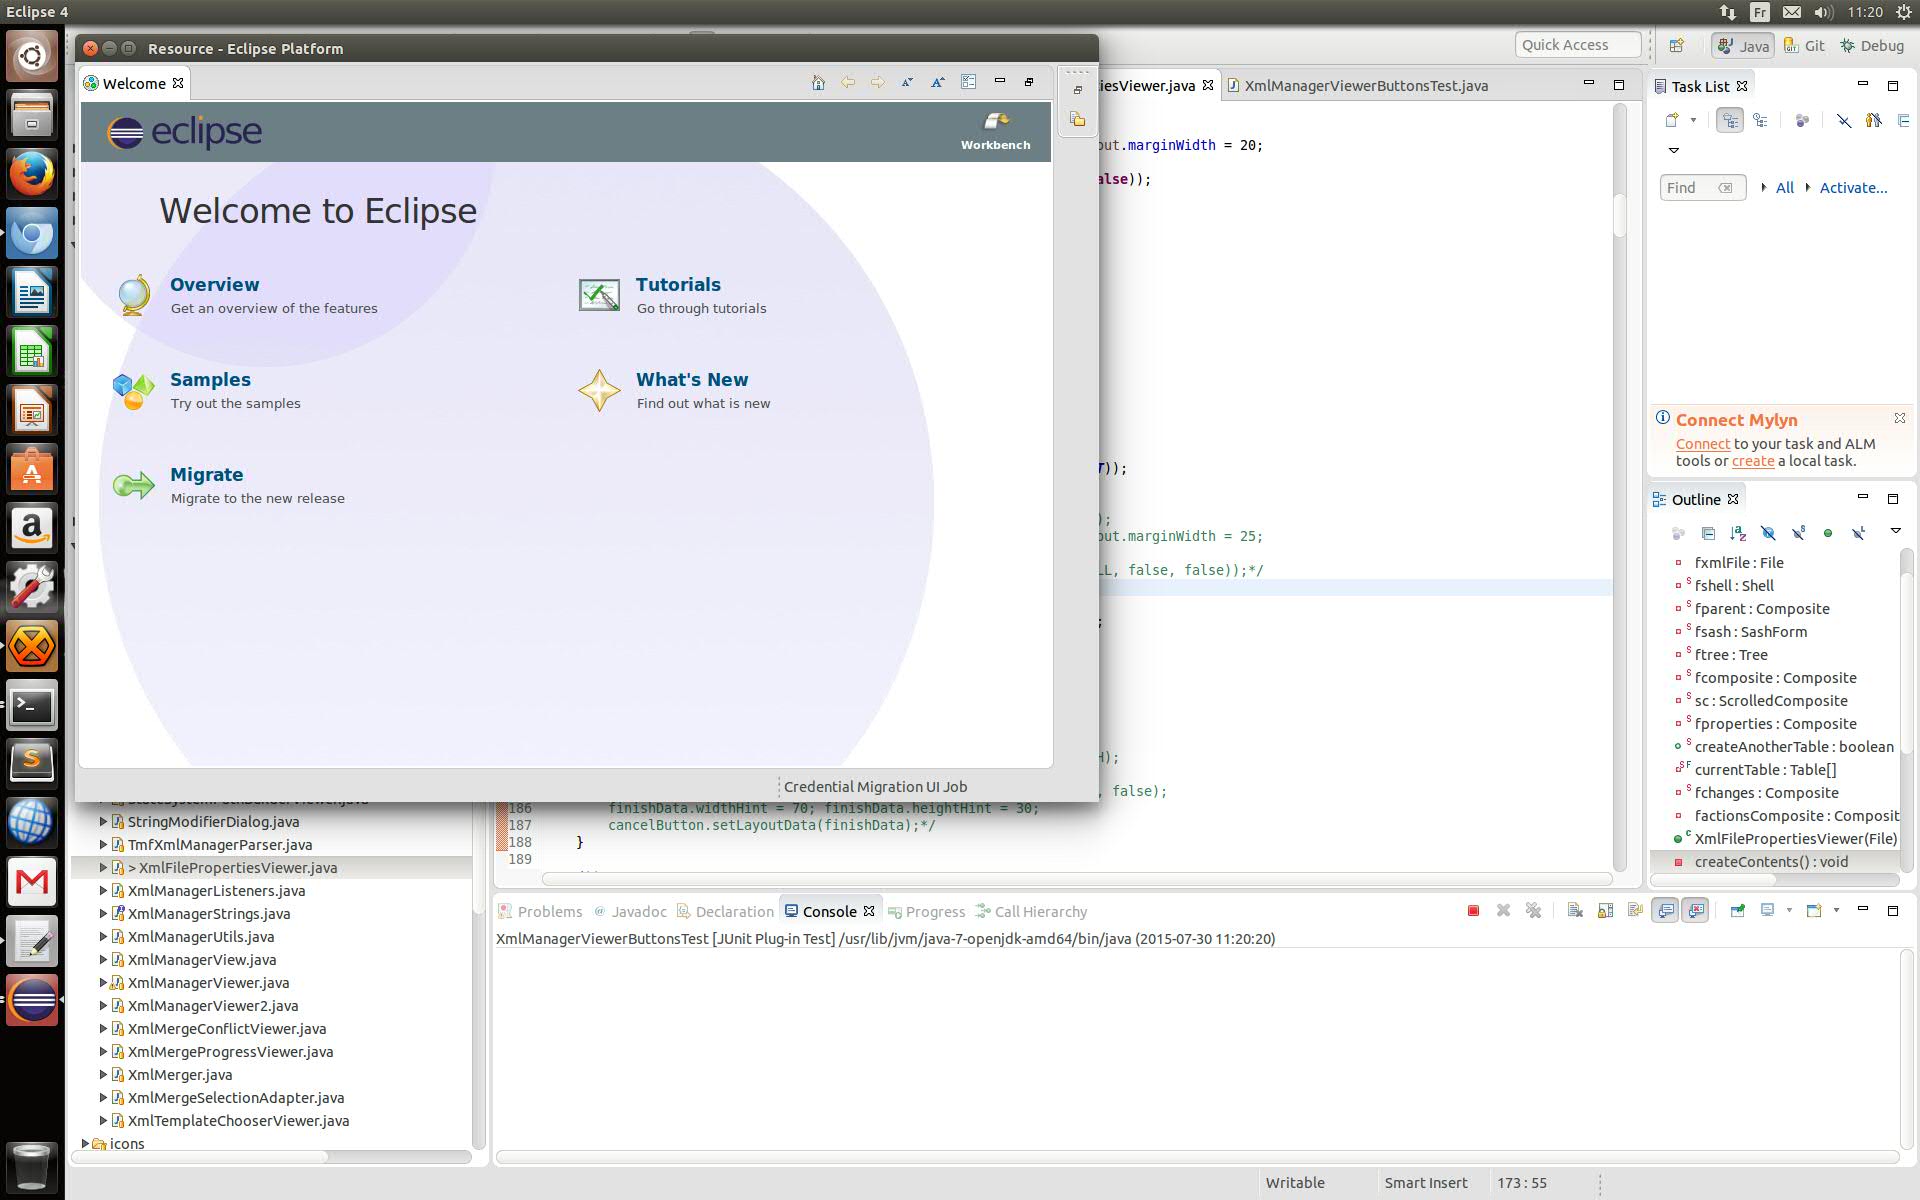 Eclipse 4
Fr
11:20
Resource - Eclipse Platform
Welcome
eclipse
Workbench
Welcome to Eclipse
Overview
Get an overview of the features
Tutorials
Go through tutorials
Samples
Try out the samples
What's New
Find out what is new
Migrate
Migrate to the new release
Credential Migration UI Job
Quick Access
Java
Git
Debug
iesViewer.java
XmlManagerViewerButtonsTest.java
out.marginWidth = 20;
alse));
T));
);
out.marginWidth = 25;
LL, false, false));*/
;
H);
, false);
186 finishData.widthHint = 70; finishData.heightHint = 30;
187 cancelButton.setLayoutData(finishData);*/
188 }
189
Task List
Find
All
Activate...
Connect Mylyn
Connect to your task and ALM
tools or create a local task.
Outline
fxmlFile : File
fshell : Shell
fparent : Composite
fsash : SashForm
ftree : Tree
fcomposite : Composite
sc : ScrolledComposite
fproperties : Composite
createAnotherTable : boolean
currentTable : Table[]
fchanges : Composite
factionsComposite : Composit
XmlFilePropertiesViewer(File)
createContents() : void
StringModifierDialog.java
TmfXmlManagerParser.java
> XmlFilePropertiesViewer.java
XmlManagerListeners.java
XmlManagerStrings.java
XmlManagerUtils.java
XmlManagerView.java
XmlManagerViewer.java
XmlManagerViewer2.java
XmlMergeConflictViewer.java
XmlMergeProgressViewer.java
XmlMerger.java
XmlMergeSelectionAdapter.java
XmlTemplateChooserViewer.java
icons
Problems
@ Javadoc
Declaration
Console
Progress
Call Hierarchy
XmlManagerViewerButtonsTest [JUnit Plug-in Test] /usr/lib/jvm/java-7-openjdk-amd64/bin/java (2015-07-30 11:20:20)
Writable
Smart Insert
173 : 55